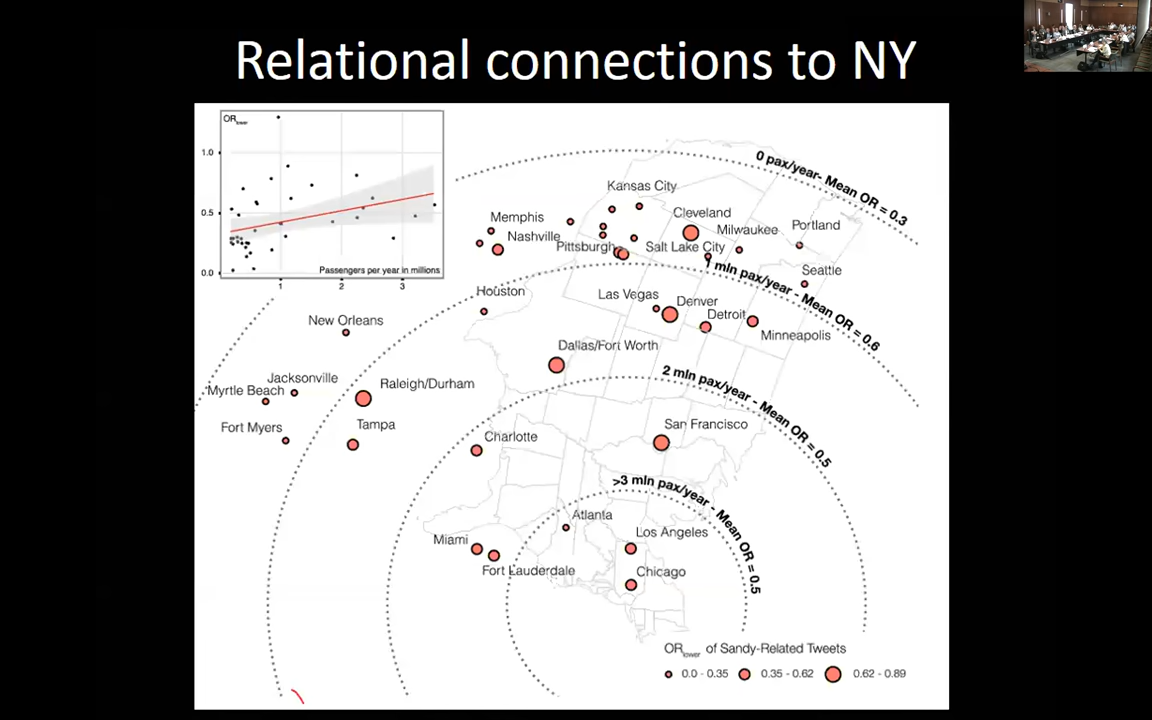 Relational connections to NY
OR lower
1.0
0.5
0.0
1
2
3
Passengers per year in millions
0 pax/year- Mean OR = 0.3
Kansas City
Memphis
Cleveland
Nashville
Milwaukee
Portland
Pittsburgh
Salt Lake City
1 mln pax/year - Mean OR = 0.6
Seattle
Houston
Las Vegas
Denver
Detroit
Minneapolis
New Orleans
Dallas/Fort Worth
2 mln pax/year - Mean OR = 0.5
Jacksonville
Raleigh/Durham
Myrtle Beach
Fort Myers
Tampa
San Francisco
Charlotte
>3 mln pax/year - Mean OR = 0.5
Atlanta
Los Angeles
Miami
Fort Lauderdale
Chicago
OR lower of Sandy-Related Tweets
0.0 - 0.35
0.35 - 0.62
0.62 - 0.89